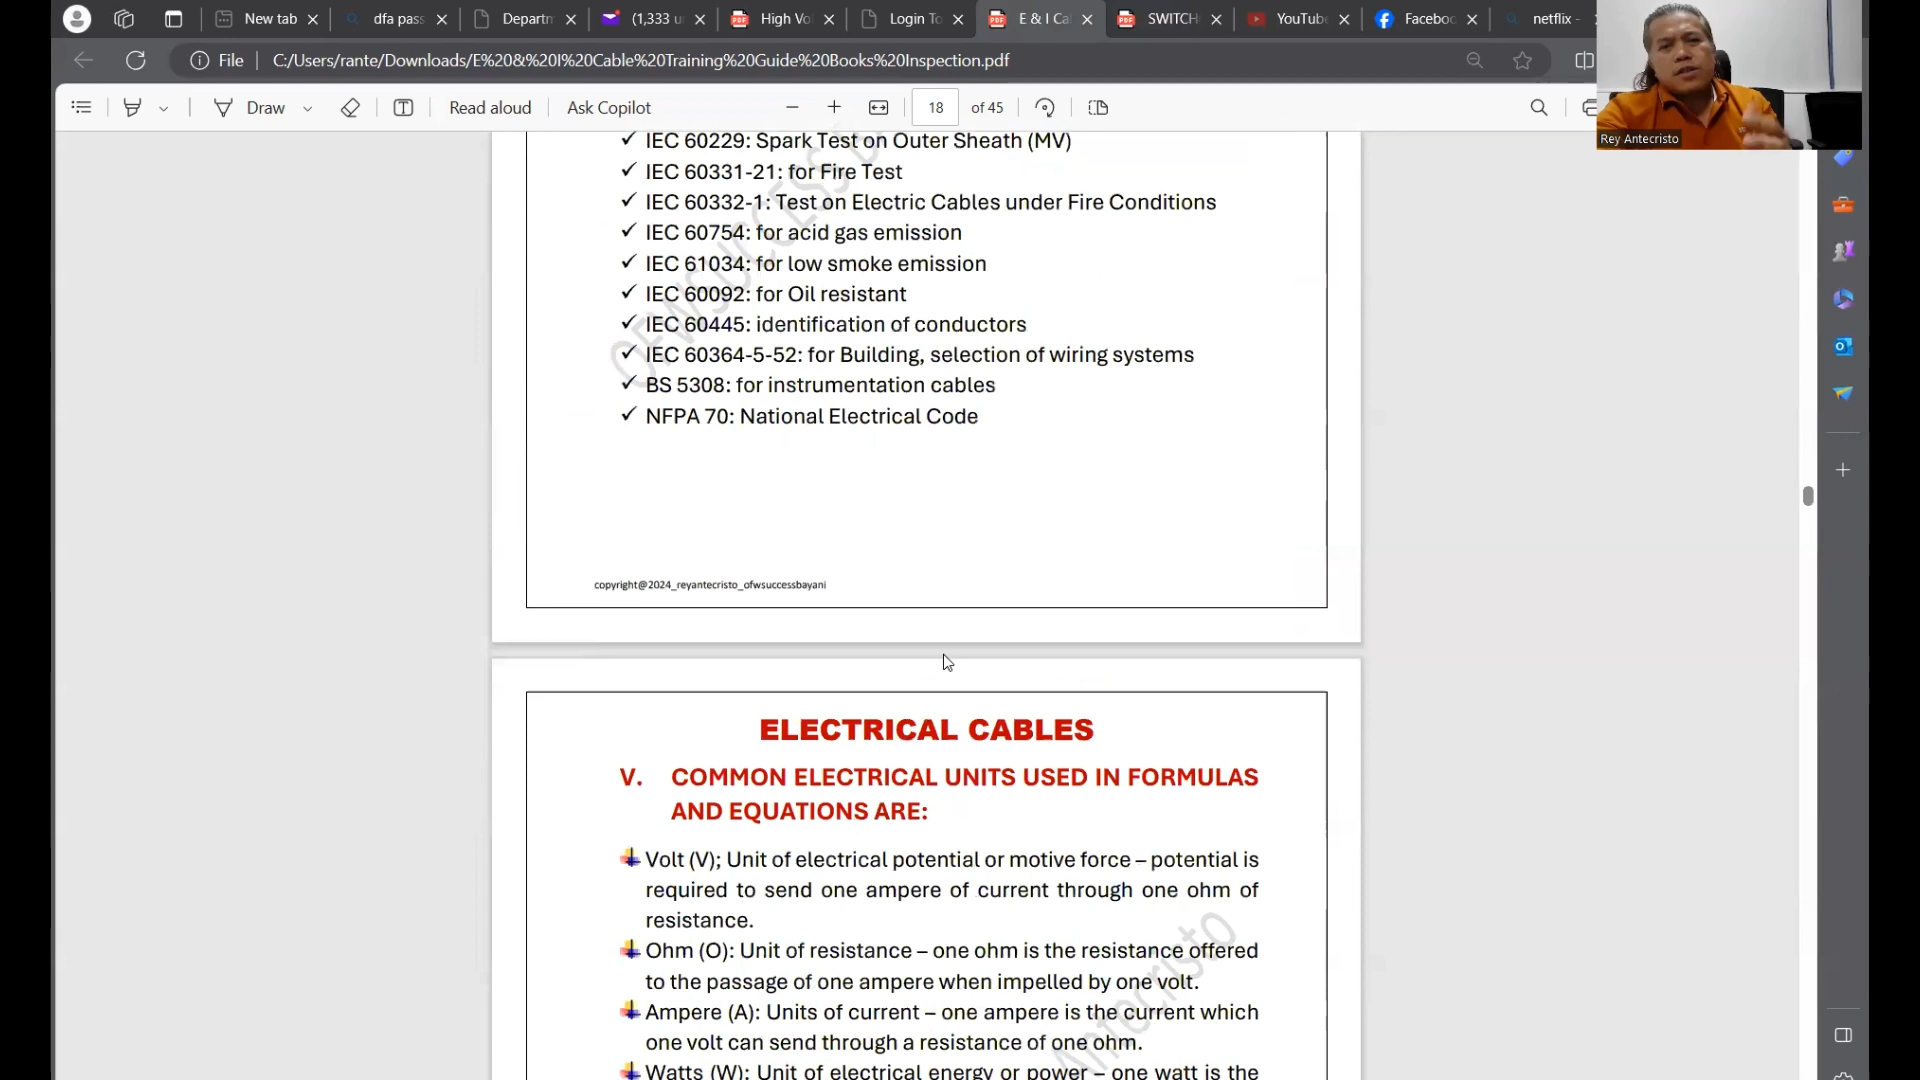 New tab
dfa pass
Departm
(1,333 u
High Vo
Login To
E & I Ca
SWITCH
YouTub
Faceboo
netflix -
File
C:/Users/rante/Downloads/E%20&%20I%20Cable%20Training%20Guide%20Books%20Inspection.pdf
Draw
Read aloud
Ask Copilot
18
of 45
Rey Antecristo
IEC 60229: Spark Test on Outer Sheath (MV)
IEC 60331-21: for Fire Test
IEC 60332-1: Test on Electric Cables under Fire Conditions
IEC 60754: for acid gas emission
IEC 61034: for low smoke emission
IEC 60092: for Oil resistant
IEC 60445: identification of conductors
IEC 60364-5-52: for Building, selection of wiring systems
BS 5308: for instrumentation cables
NFPA 70: National Electrical Code
OFWSUCCESS
copyright@2024_reyantecristo_ofwsuccessbayani
ELECTRICAL CABLES
V. COMMON ELECTRICAL UNITS USED IN FORMULAS
AND EQUATIONS ARE:
Volt (V); Unit of electrical potential or motive force – potential is
required to send one ampere of current through one ohm of
resistance.
Ohm (O): Unit of resistance – one ohm is the resistance offered
to the passage of one ampere when impelled by one volt.
Ampere (A): Units of current – one ampere is the current which
one volt can send through a resistance of one ohm.
Watts (W): Unit of electrical energy or power – one watt is the
Antecristo